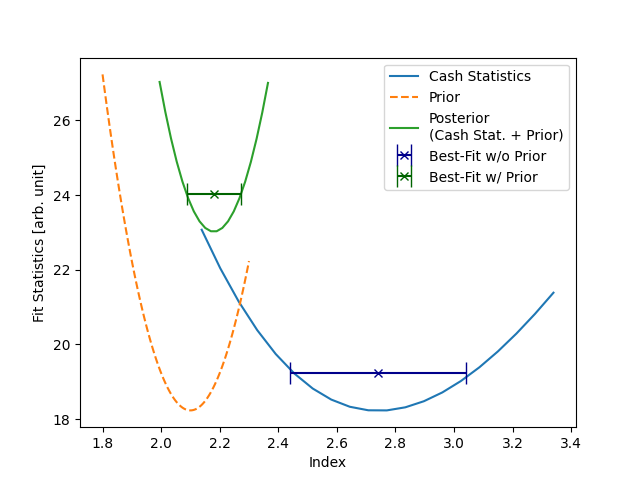 Cash Statistics
Prior
Posterior
(Cash Stat. + Prior)
Best-Fit w/o Prior
Best-Fit w/ Prior
Fit Statistics [arb. unit]
26
24
22
20
18
1.8 2.0 2.2 2.4 2.6 2.8 3.0 3.2 3.4
Index